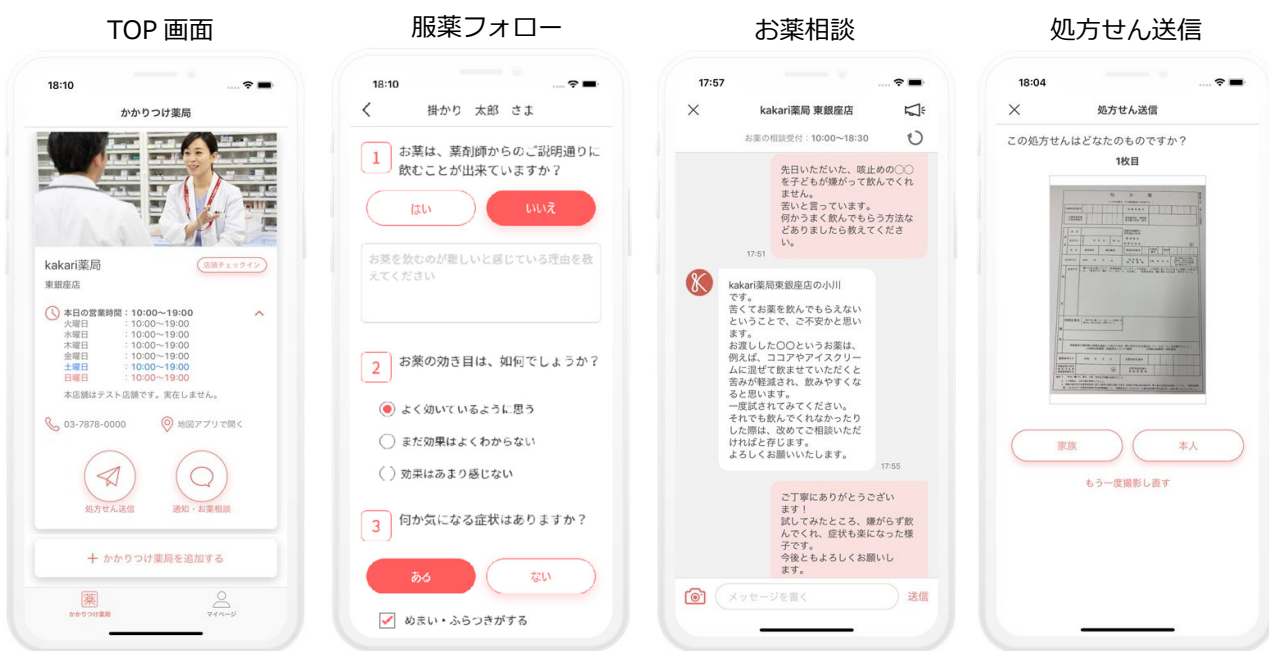 TOP 画面
18:10
かかりつけ薬局
kakari薬局
店頭チェックイン
東銀座店
本日の営業時間：10:00〜19:00
火曜日 ：10:00〜19:00
水曜日 ：10:00〜19:00
木曜日 ：10:00〜19:00
金曜日 ：10:00〜19:00
土曜日 ：10:00〜19:00
日曜日 ：10:00〜19:00
本店舗はテスト店舗です。実在しません。
03-7878-0000
地図アプリで開く
処方せん送信
通知・お薬相談
＋ かかりつけ薬局を追加する
薬
かかりつけ薬局
マイページ
服薬フォロー
18:10
掛かり 太郎 さま
1
お薬は、薬剤師からのご説明通りに
飲むことが出来ていますか？
はい
いいえ
お薬を飲むのが難しいと感じている理由を教
えてください
2
お薬の効き目は、如何でしょうか？
よく効いているように思う
まだ効果はよくわからない
効果はあまり感じない
3
何か気になる症状はありますか？
ある
ない
めまい・ふらつきがする
お薬相談
17:57
kakari薬局 東銀座店
お薬の相談受付：10:00〜18:30
先日いただいた、咳止めの〇〇
を子どもが嫌がって飲んでくれ
ません。
苦いと言っています。
何かうまく飲んでもらう方法な
どありましたら教えてくださ
い。
17:51
kakari薬局東銀座店の小川
です。
苦くてお薬を飲んでもらえない
ということで、ご不安かと思い
ます。
お渡しした〇〇というお薬は、
例えば、ココアやアイスクリー
ムに混ぜて飲ませていただくと
苦みが軽減され、飲みやすくな
ると思います。
一度試されてみてください。
それでも飲んでくれなかったり
した際は、改めてご相談いただ
ければと存じます。
よろしくお願いいたします。
17:55
ご丁寧にありがとうござい
ます！
試してみたところ、嫌がらず飲
んでくれ、症状も楽になった様
子です。
今後ともよろしくお願いし
ます。
メッセージを書く
送信
処方せん送信
18:04
処方せん送信
この処方せんはどなたのものですか？
1枚目
処 方 箋
家族
本人
もう一度撮影し直す